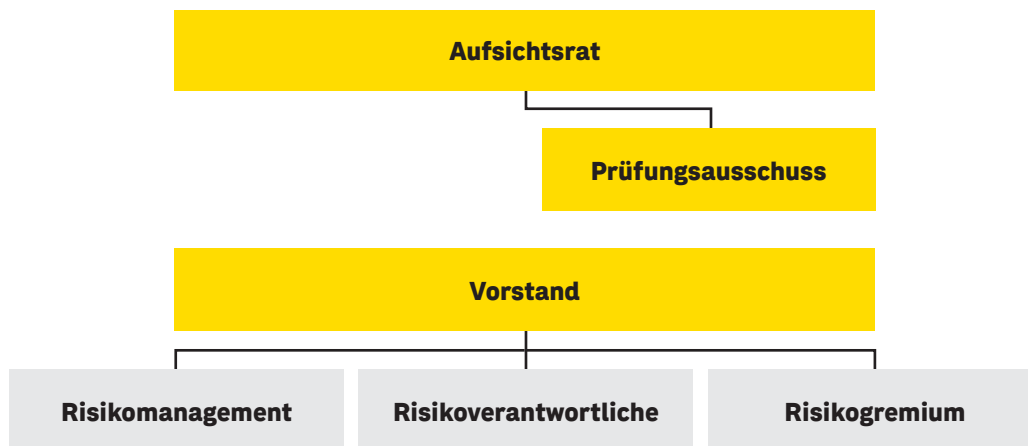 Aufsichtsrat
Prüfungsausschuss
Vorstand
Risikomanagement
Risikoverantwortliche
Risikogremium